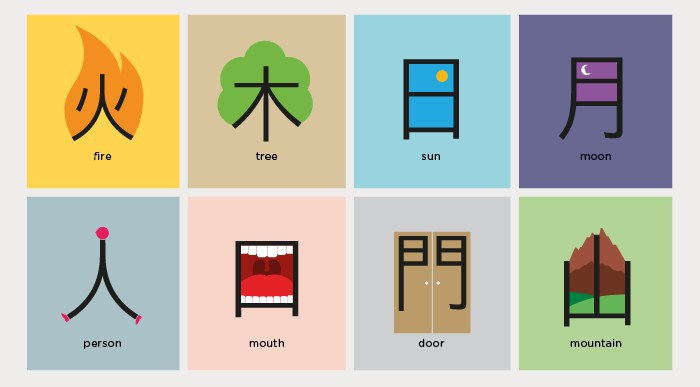 火
木
日
月
fire
tree
sun
moon
人
口
門
山
person
mouth
door
mountain